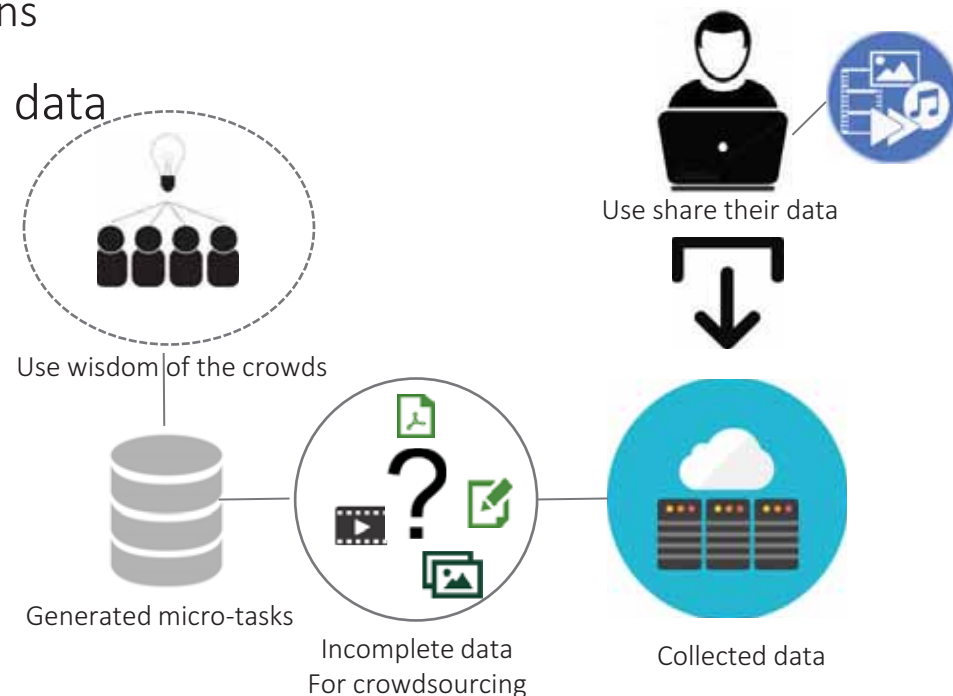 ns
data
Use share their data
Use wisdom of the crowds
Generated micro-tasks
Incomplete data
For crowdsourcing
Collected data